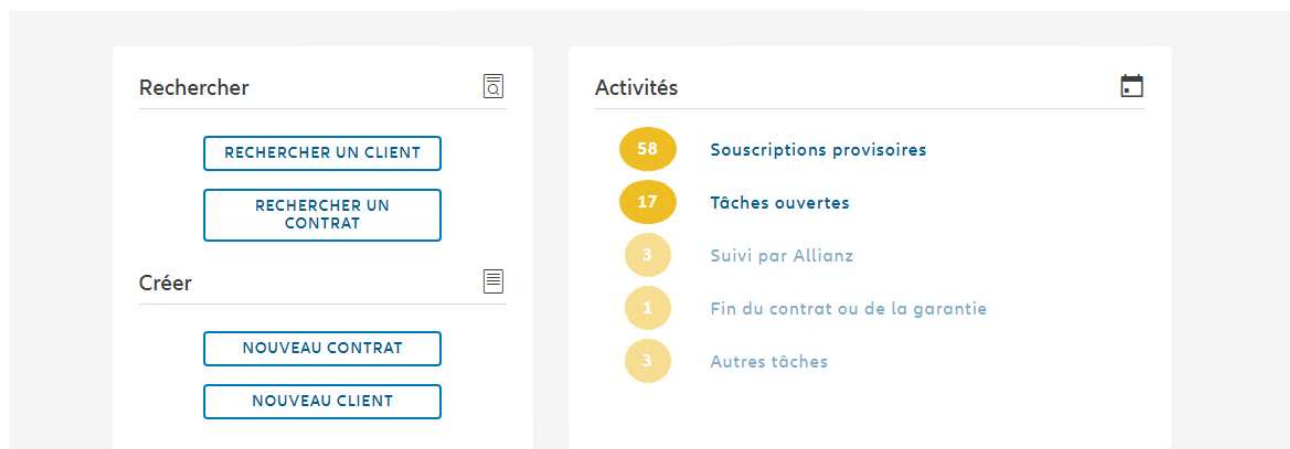 Rechercher
RECHERCHER UN CLIENT
RECHERCHER UN
CONTRAT
Créer
NOUVEAU CONTRAT
NOUVEAU CLIENT
Activités
58 Souscriptions provisoires
17 Tâches ouvertes
3 Suivi par Allianz
1 Fin du contrat ou de la garantie
3 Autres tâches